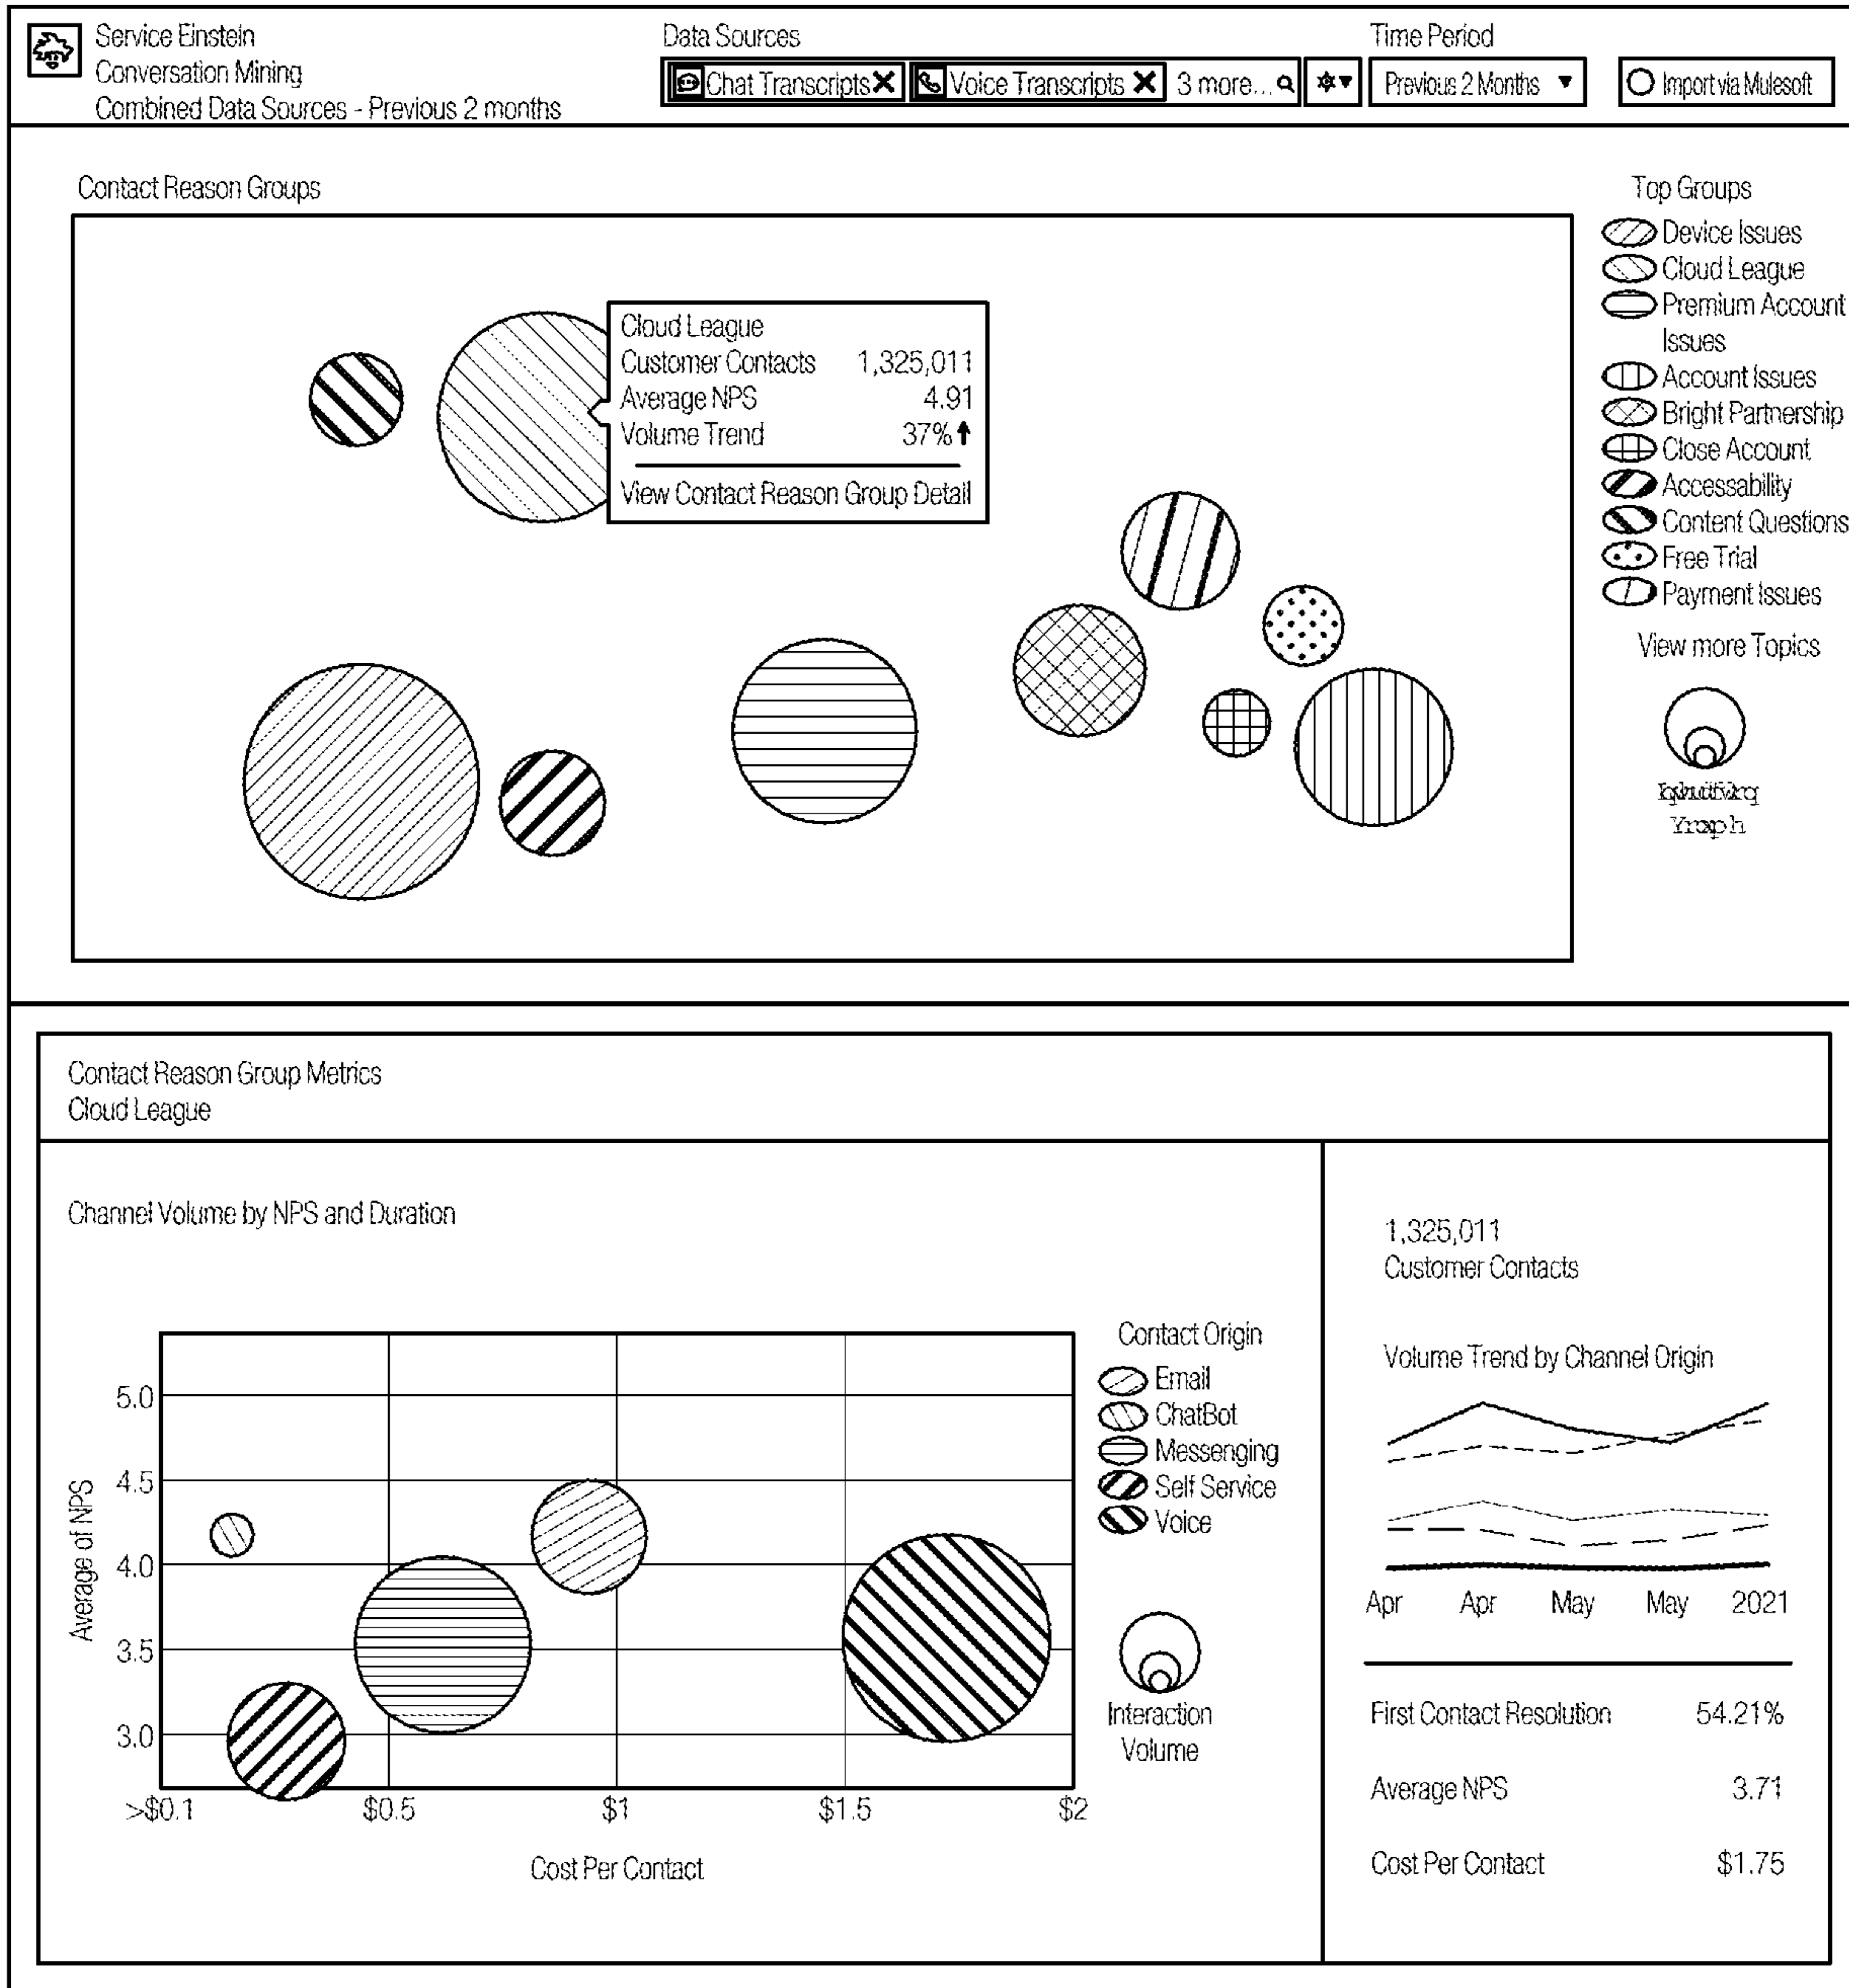 Service Einstein
Conversation Mining
Combined Data Sources - Previous 2 months
Data Sources
Chat Transcripts
Voice Transcripts
3 more...
Time Period
Previous 2 Months
Import via Mulesoft
Contact Reason Groups
Cloud League
Customer Contacts 1,325,011
Average NPS 4.91
Volume Trend 37%
View Contact Reason Group Detail
Top Groups
Device Issues
Cloud League
Premium Account
Issues
Account Issues
Bright Partnership
Close Account
Accessability
Content Questions
Free Trial
Payment Issues
View more Topics
Contact Reason Group Metrics
Cloud League
Channel Volume by NPS and Duration
Average of NPS
5.0
4.5
4.0
3.5
3.0
>$0.1 $0.5 $1 $1.5 $2
Cost Per Contact
Contact Origin
Email
ChatBot
Messenging
Self Service
Voice
Interaction
Volume
1,325,011
Customer Contacts
Volume Trend by Channel Origin
Apr Apr May May 2021
First Contact Resolution 54.21%
Average NPS 3.71
Cost Per Contact $1.75